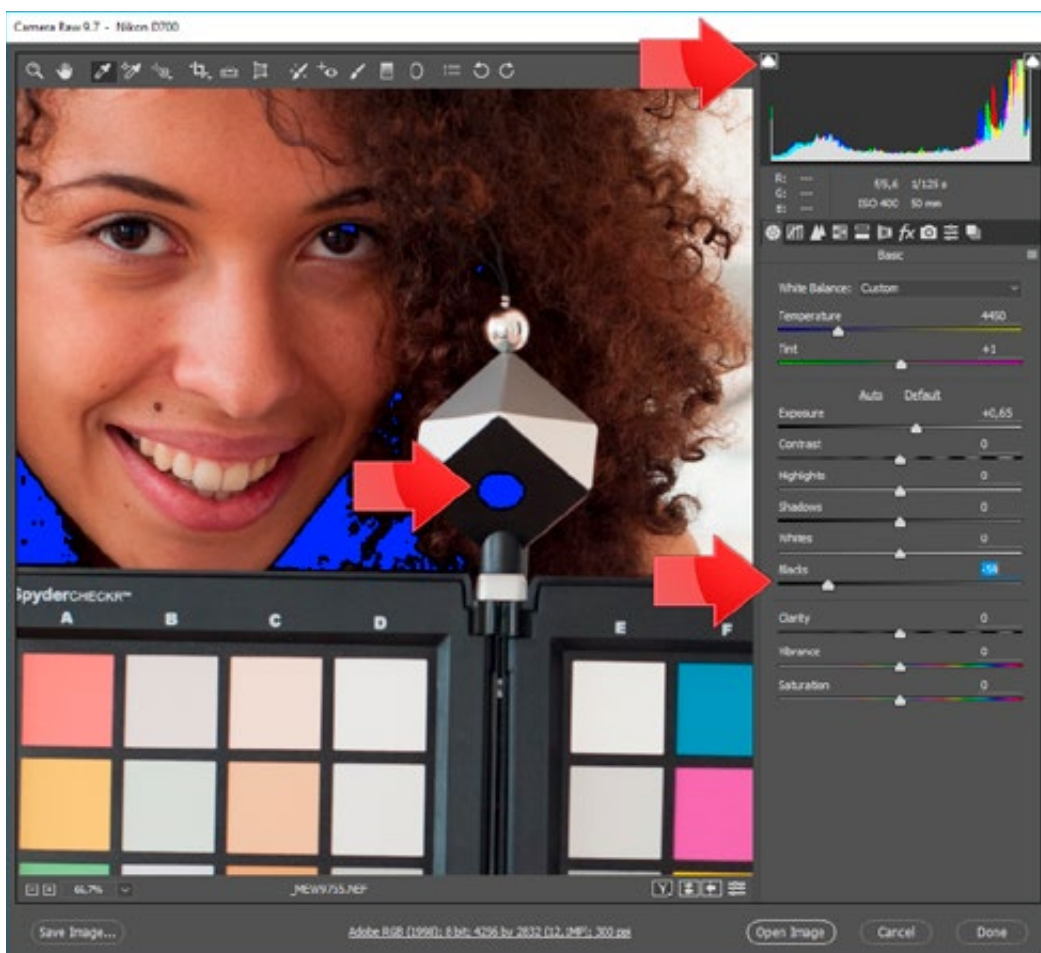 Camera Raw 9.7 - Nikon D700
R: ---
f/5,6 1/125 s
G: ---
ISO 400 50 mm
B: ---
fx
Basic
White Balance: Custom
Temperature 4450
Tint +1
Auto Default
Exposure +0,65
Contrast 0
Highlights 0
Shadows 0
Whites 0
Blacks
Clarity 0
Vibrance 0
Saturation 0
SpyderCHECKR™
A B C D E F
66,7% _MEW9755.NEF Y
Save Image...
Adobe RGB (1998); 8 bit; 4256 by 2832 (12,1MP); 300 ppi
Open Image Cancel Done